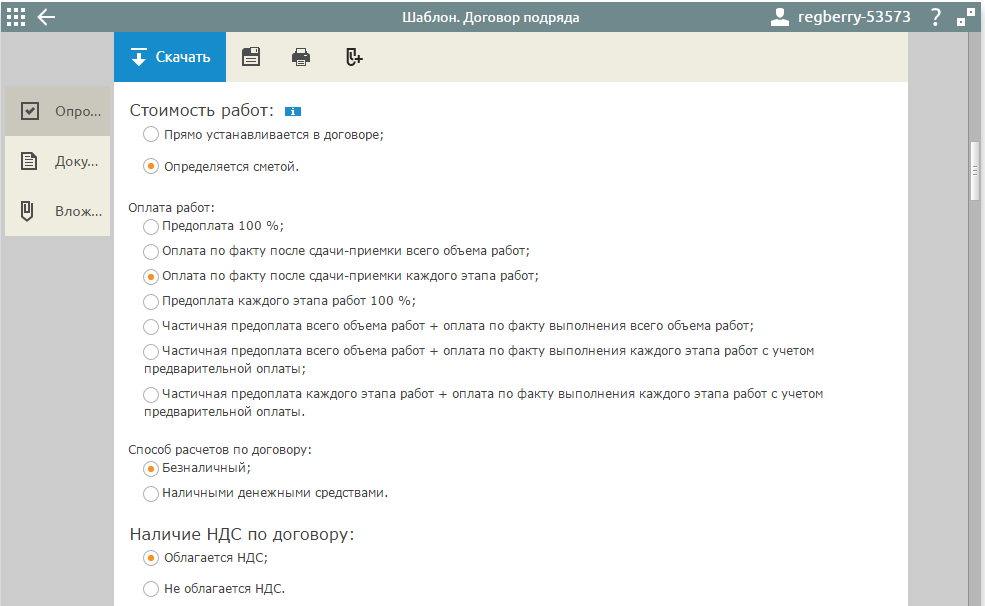 Шаблон. Договор подряда
regberry-53573 ?
Скачать
Опро...
Доку...
Влож...
Стоимость работ: i
Прямо устанавливается в договоре;
Определяется сметой.
Оплата работ:
Предоплата 100 %;
Оплата по факту после сдачи-приемки всего объема работ;
Оплата по факту после сдачи-приемки каждого этапа работ;
Предоплата каждого этапа работ 100 %;
Частичная предоплата всего объема работ + оплата по факту выполнения всего объема работ;
Частичная предоплата всего объема работ + оплата по факту выполнения каждого этапа работ с учетом
предварительной оплаты;
Частичная предоплата каждого этапа работ + оплата по факту выполнения каждого этапа работ с учетом
предварительной оплаты.
Способ расчетов по договору:
Безналичный;
Наличными денежными средствами.
Наличие НДС по договору:
Облагается НДС;
Не облагается НДС.